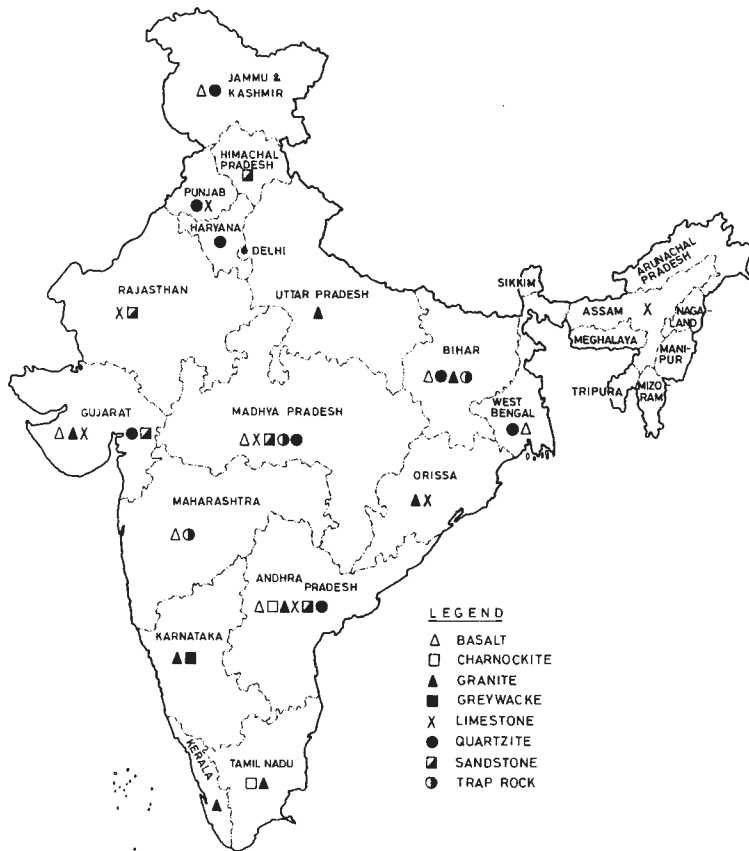 JAMMU &
KASHMIR
HIMACHAL
PRADESH
PUNJAB
HARYANA
DELHI
RAJASTHAN
UTTAR PRADESH
SIKKIM
ARUNACHAL
PRADESH
ASSAM
NAGA-
LAND
MEGHALAYA
MANI-
PUR
BIHAR
TRIPURA
MIZO
RAM
WEST
BENGAL
GUJARAT
MADHYA PRADESH
ORISSA
MAHARASHTRA
ANDHRA
PRADESH
KARNATAKA
KERALA
TAMIL NADU
LEGEND
BASALT
CHARNOCKITE
GRANITE
GREYWACKE
X LIMESTONE
QUARTZITE
SANDSTONE
TRAP ROCK